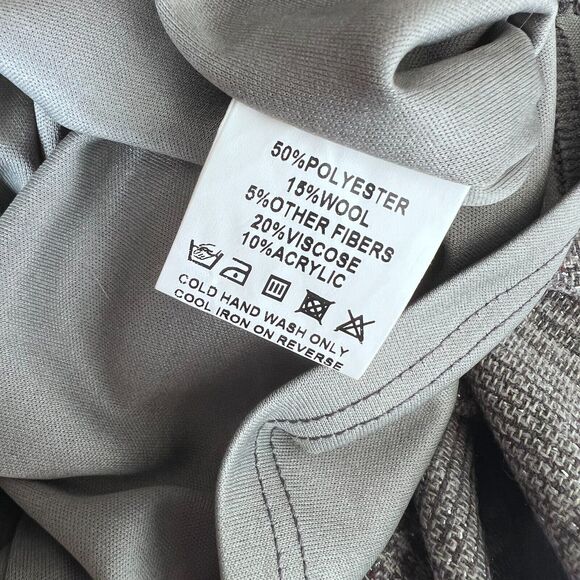 50%POLYESTER
15%WOOL
5%OTHER FIBERS
20%VISCOSE
10%ACRYLIC
COLD HAND WASH ONLY
COOL IRON ON REVERSE